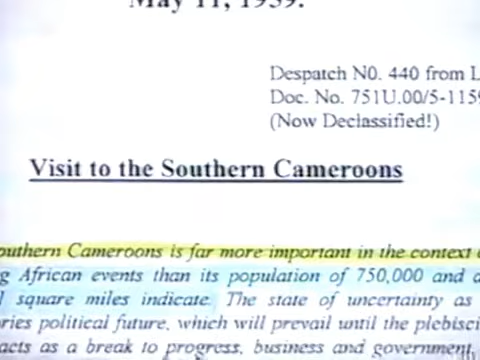 May 11, 1959.
Despatch N0. 440 from L
Doc. No. 751U.00/5-1159
(Now Declassified!)
Visit to the Southern Cameroons
outhern Cameroons is far more important in the context
g African events than its population of 750,000 and
l square miles indicate. The state of uncertainty as
ries political future, which will prevail until the plebisci
acts as a break to progress, business and government,